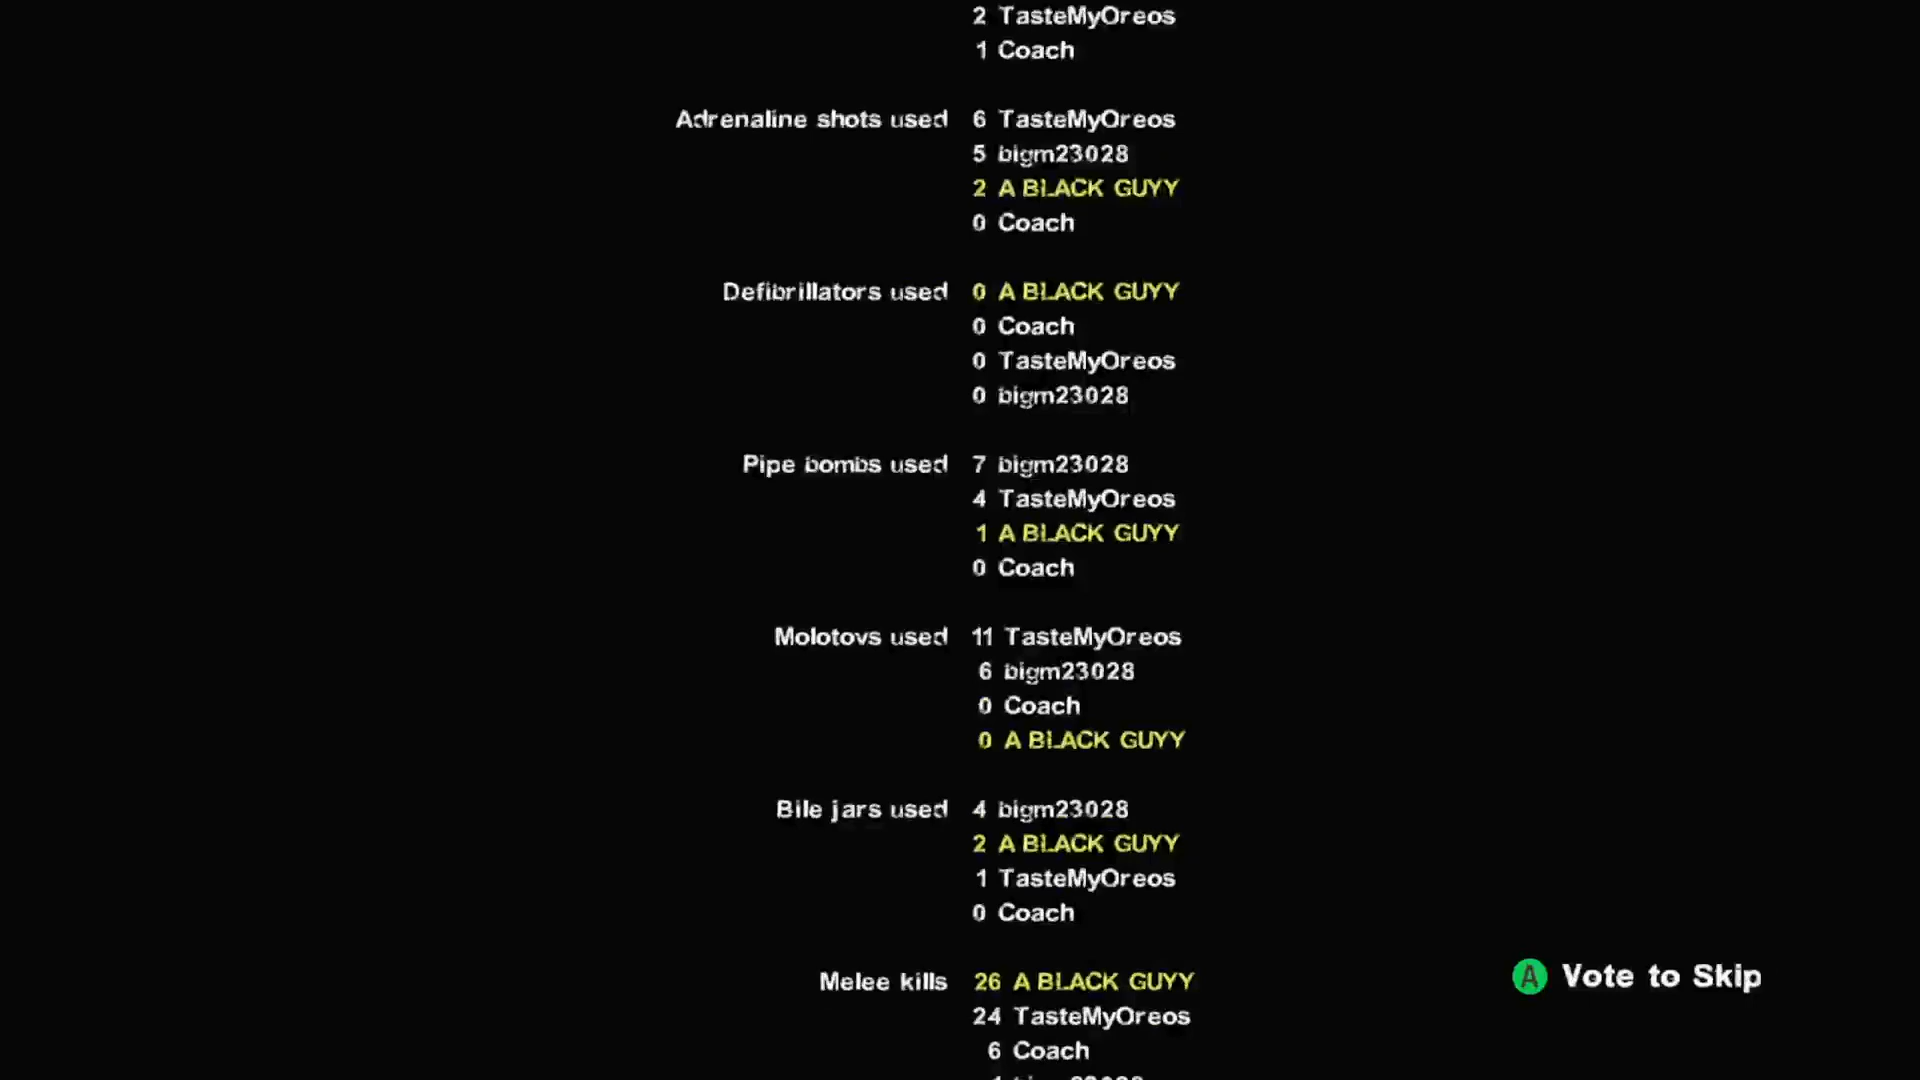 2 TasteMyOreos
1 Coach
Adrenaline shots used 6 TasteMyOreos
5 bigm23028
2 A BLACK GUYY
0 Coach
Defibrillators used 0 A BLACK GUYY
0 Coach
0 TasteMyOreos
0 bigm23028
Pipe bombs used 7 bigm23028
4 TasteMyOreos
1 A BLACK GUYY
0 Coach
Molotovs used 11 TasteMyOreos
6 bigm23028
0 Coach
0 A BLACK GUYY
Bile jars used 4 bigm23028
2 A BLACK GUYY
1 TasteMyOreos
0 Coach
Melee kills 26 A BLACK GUYY
A Vote to Skip
24 TasteMyOreos
6 Coach